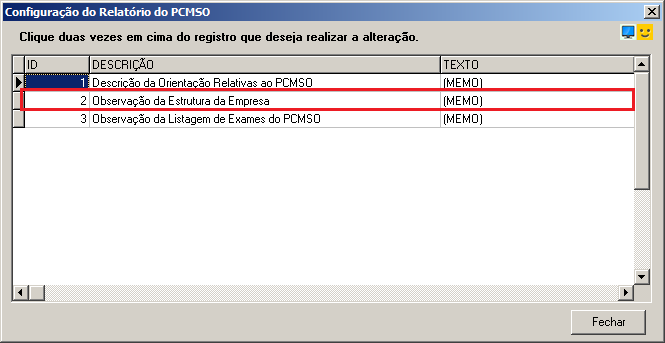 Configuração do Relatório do PCMSO
Clique duas vezes em cima do registro que deseja realizar a alteração.
ID DESCRIÇÃO TEXTO
1 Descrição da Orientação Relativas ao PCMSO (MEMO)
2 Observação da Estrutura da Empresa (MEMO)
3 Observação da Listagem de Exames do PCMSO (MEMO)
Fechar